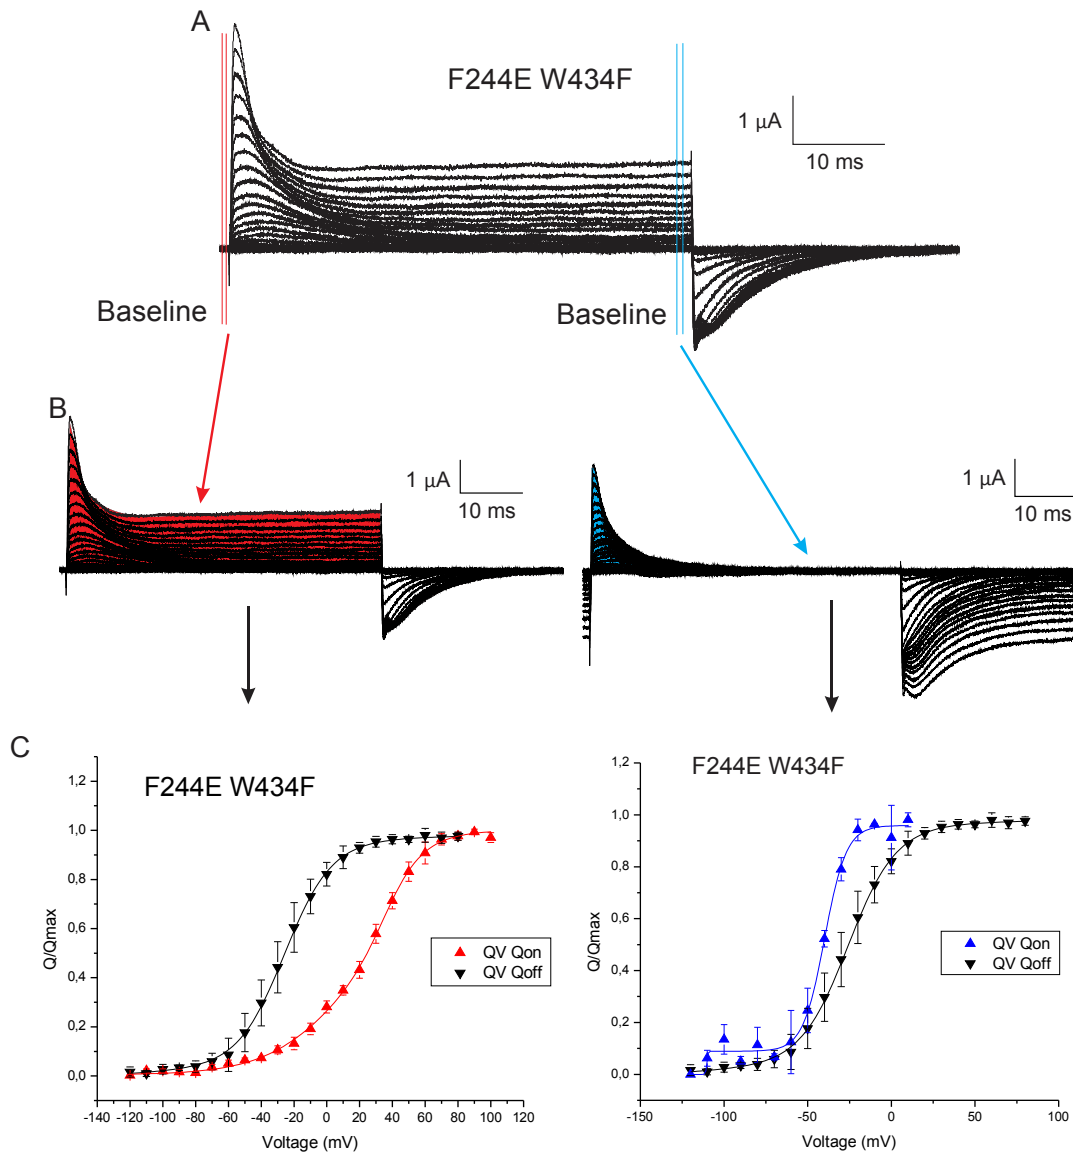 A
F244E W434F
1 µA
10 ms
Baseline
Baseline
B
1 µA
10 ms
1 µA
10 ms
C
F244E W434F
1,2
1,0
0,8
0,6
0,4
0,2
0,0
Q/Qmax
-140 -120 -100 -80 -60 -40 -20 0 20 40 60 80 100 120
Voltage (mV)
QV Qon
QV Qoff
F244E W434F
1,2
1,0
0,8
0,6
0,4
0,2
0,0
Q/Qmax
-100 -50 0 50 100
Voltage (mV)
QV Qon
QV Qoff